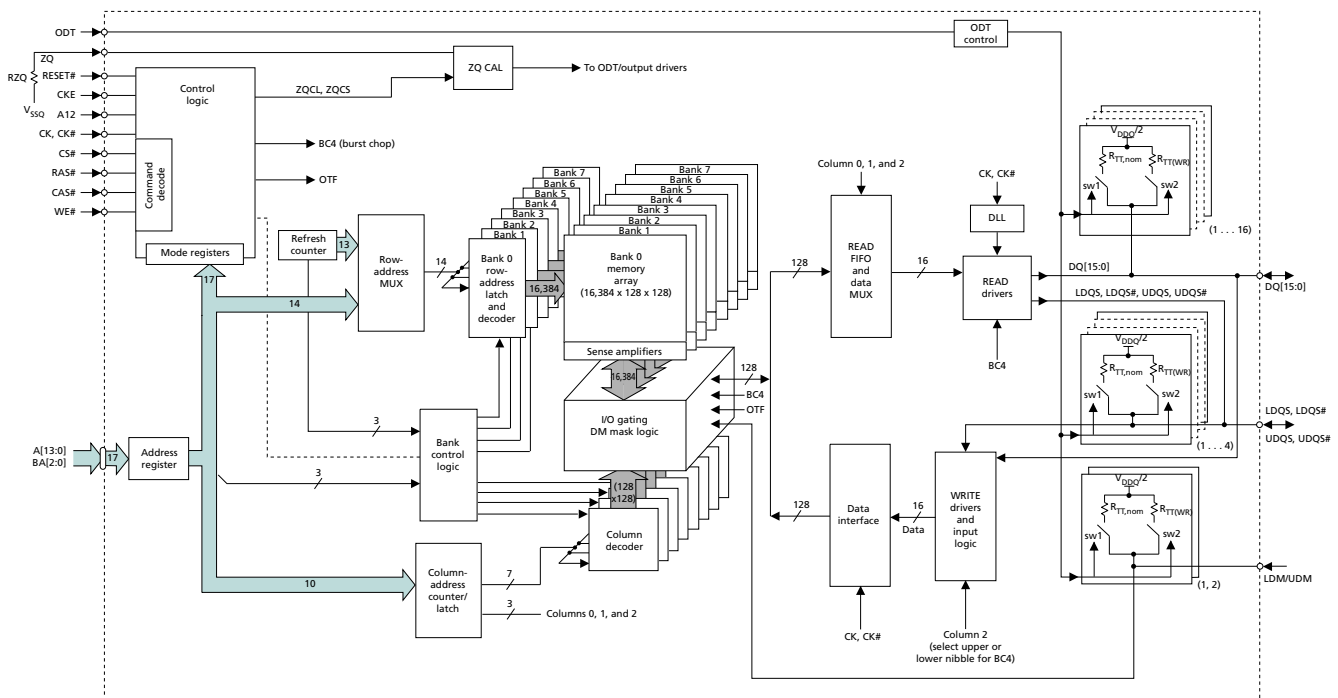 ODT
ODT
control
ZQ
RZQ
VSSQ
RESET#
CKE
A12
CK, CK#
CS#
RAS#
CAS#
WE#
Control
logic
Command
decode
Mode registers
ZQ CAL
To ODT/output drivers
ZQCL, ZQCS
BC4 (burst chop)
OTF
Refresh
counter
13
Row-
address
MUX
14
17
14
Bank 7
Bank 6
Bank 5
Bank 4
Bank 3
Bank 2
Bank 1
Bank 0
row-
address
latch
and
decoder
16,384
Bank 7
Bank 6
Bank 5
Bank 4
Bank 3
Bank 2
Bank 1
Bank 0
memory
array
(16,384 x 128 x 128)
Sense amplifiers
16,384
I/O gating
DM mask logic
128
BC4
OTF
(128
x128)
Column
decoder
3
Bank
control
logic
3
A[13:0]
BA[2:0]
17
Address
register
10
Column-
address
counter/
latch
7
3
Columns 0, 1, and 2
Column 0, 1, and 2
128
READ
FIFO
and
data
MUX
16
CK, CK#
DLL
READ
drivers
BC4
DQ[15:0]
LDQS, LDQS#, UDQS, UDQS#
128
Data
interface
CK, CK#
16
Data
WRITE
drivers
and
input
logic
Column 2
(select upper or
lower nibble for BC4)
VDDQ/2
RTT,nom
RTT(WR)
sw1
sw2
(1 . . . 16)
DQ[15:0]
VDDQ/2
RTT,nom
RTT(WR)
sw1
sw2
(1 . . . 4)
LDQS, LDQS#
UDQS, UDQS#
VDDQ/2
RTT,nom
RTT(WR)
sw1
sw2
(1, 2)
LDM/UDM